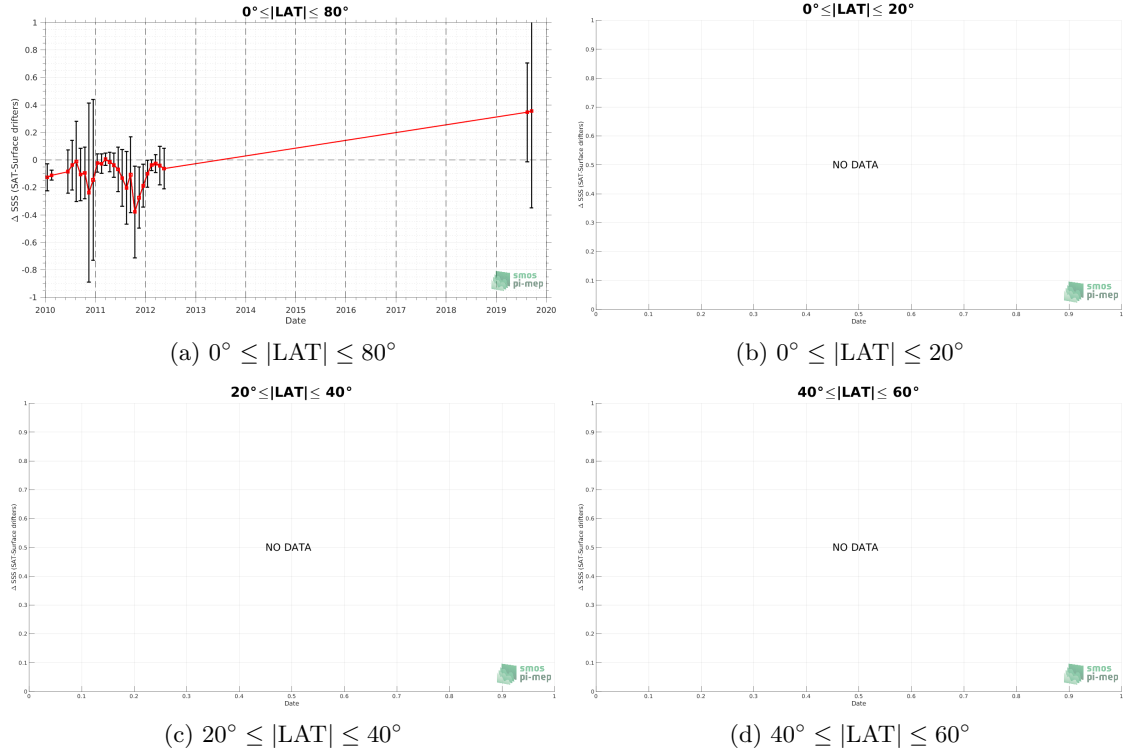 0°≤|LAT|≤ 80°
Δ SSS (SAT-Surface drifters)
1
0.8
0.6
0.4
0.2
0
-0.2
-0.4
-0.6
-0.8
-1
2010 2011 2012 2013 2014 2015 2016 2017 2018 2019 2020
Date
smos
pi-mep
(a) 0° ≤ |LAT| ≤ 80°
0°≤|LAT|≤ 20°
Δ SSS (SAT-Surface drifters)
1
0.9
0.8
0.7
0.6
0.5
0.4
0.3
0.2
0.1
0
NO DATA
0 0.1 0.2 0.3 0.4 0.5 0.6 0.7 0.8 0.9 1
Date
smos
pi-mep
(b) 0° ≤ |LAT| ≤ 20°
20°≤|LAT|≤ 40°
Δ SSS (SAT-Surface drifters)
1
0.9
0.8
0.7
0.6
0.5
0.4
0.3
0.2
0.1
0
NO DATA
0 0.1 0.2 0.3 0.4 0.5 0.6 0.7 0.8 0.9 1
Date
smos
pi-mep
(c) 20° ≤ |LAT| ≤ 40°
40°≤|LAT|≤ 60°
Δ SSS (SAT-Surface drifters)
1
0.9
0.8
0.7
0.6
0.5
0.4
0.3
0.2
0.1
0
NO DATA
0 0.1 0.2 0.3 0.4 0.5 0.6 0.7 0.8 0.9 1
Date
smos
pi-mep
(d) 40° ≤ |LAT| ≤ 60°